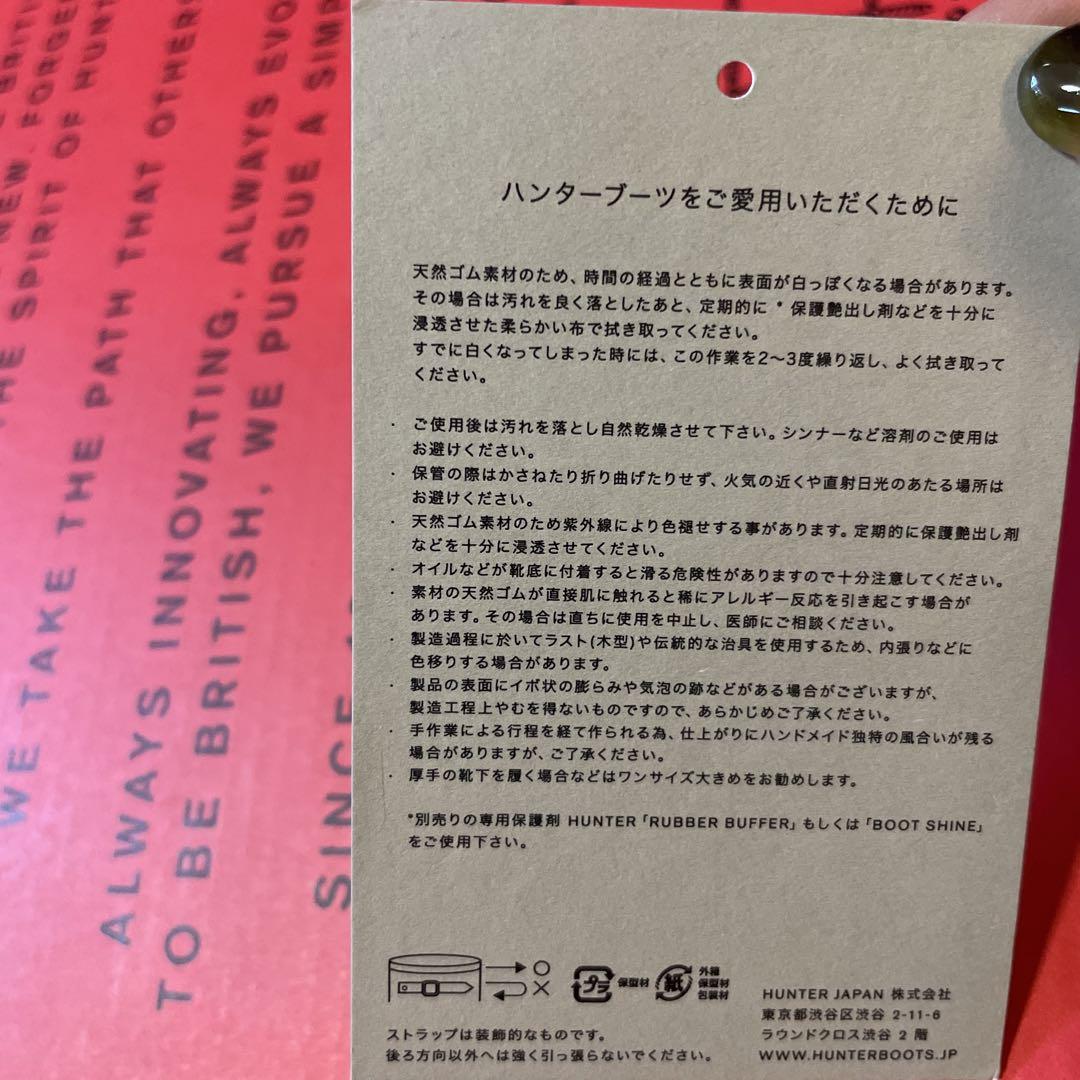 BRITI
NEW. FORGED
THE SPIRIT OF HUNT
WE TAKE THE PATH THAT OTHERS
ALWAYS INNOVATING. ALWAYS EVO
TO BE BRITISH, WE PURSUE A SIMP
SINCE
ハンターブーツをご愛用いただくために
天然ゴム素材のため、時間の経過とともに表面が白っぽくなる場合があります。
その場合は汚れを良く落としたあと、定期的に * 保護艶出し剤などを十分に
浸透させた柔らかい布で拭き取ってください。
すでに白くなってしまった時には、この作業を2〜3度繰り返し、よく拭き取って
ください。
・ ご使用後は汚れを落とし自然乾燥させて下さい。シンナーなど溶剤のご使用は
お避けください。
・ 保管の際はかさねたり折り曲げたりせず、火気の近くや直射日光のあたる場所は
お避けください。
・ 天然ゴム素材のため紫外線により色褪せする事があります。定期的に保護艶出し剤
などを十分に浸透させてください。
・ オイルなどが靴底に付着すると滑る危険性がありますので十分注意してください。
・ 素材の天然ゴムが直接肌に触れると稀にアレルギー反応を引き起こす場合が
あります。その場合は直ちに使用を中止し、医師にご相談ください。
・ 製造過程に於いてラスト(木型)や伝統的な治具を使用するため、内張りなどに
色移りする場合があります。
・ 製品の表面にイボ状の膨らみや気泡の跡などがある場合がございますが、
製造工程上やむを得ないものですので、あらかじめご了承ください。
・ 手作業による行程を経て作られる為、仕上がりにハンドメイド独特の風合いが残る
場合がありますが、ご了承ください。
・ 厚手の靴下を履く場合などはワンサイズ大きめをお勧めします。
*別売りの専用保護剤 HUNTER「RUBBER BUFFER」もしくは「BOOT SHINE」
をご使用下さい。
○
×
プラ 保型材
紙 外箱
保型材
包装材
ストラップは装飾的なものです。
後ろ方向以外へは強く引っ張らないでください。
HUNTER JAPAN 株式会社
東京都渋谷区渋谷 2-11-6
ラウンドクロス渋谷 2 階
WWW.HUNTERBOOTS.JP